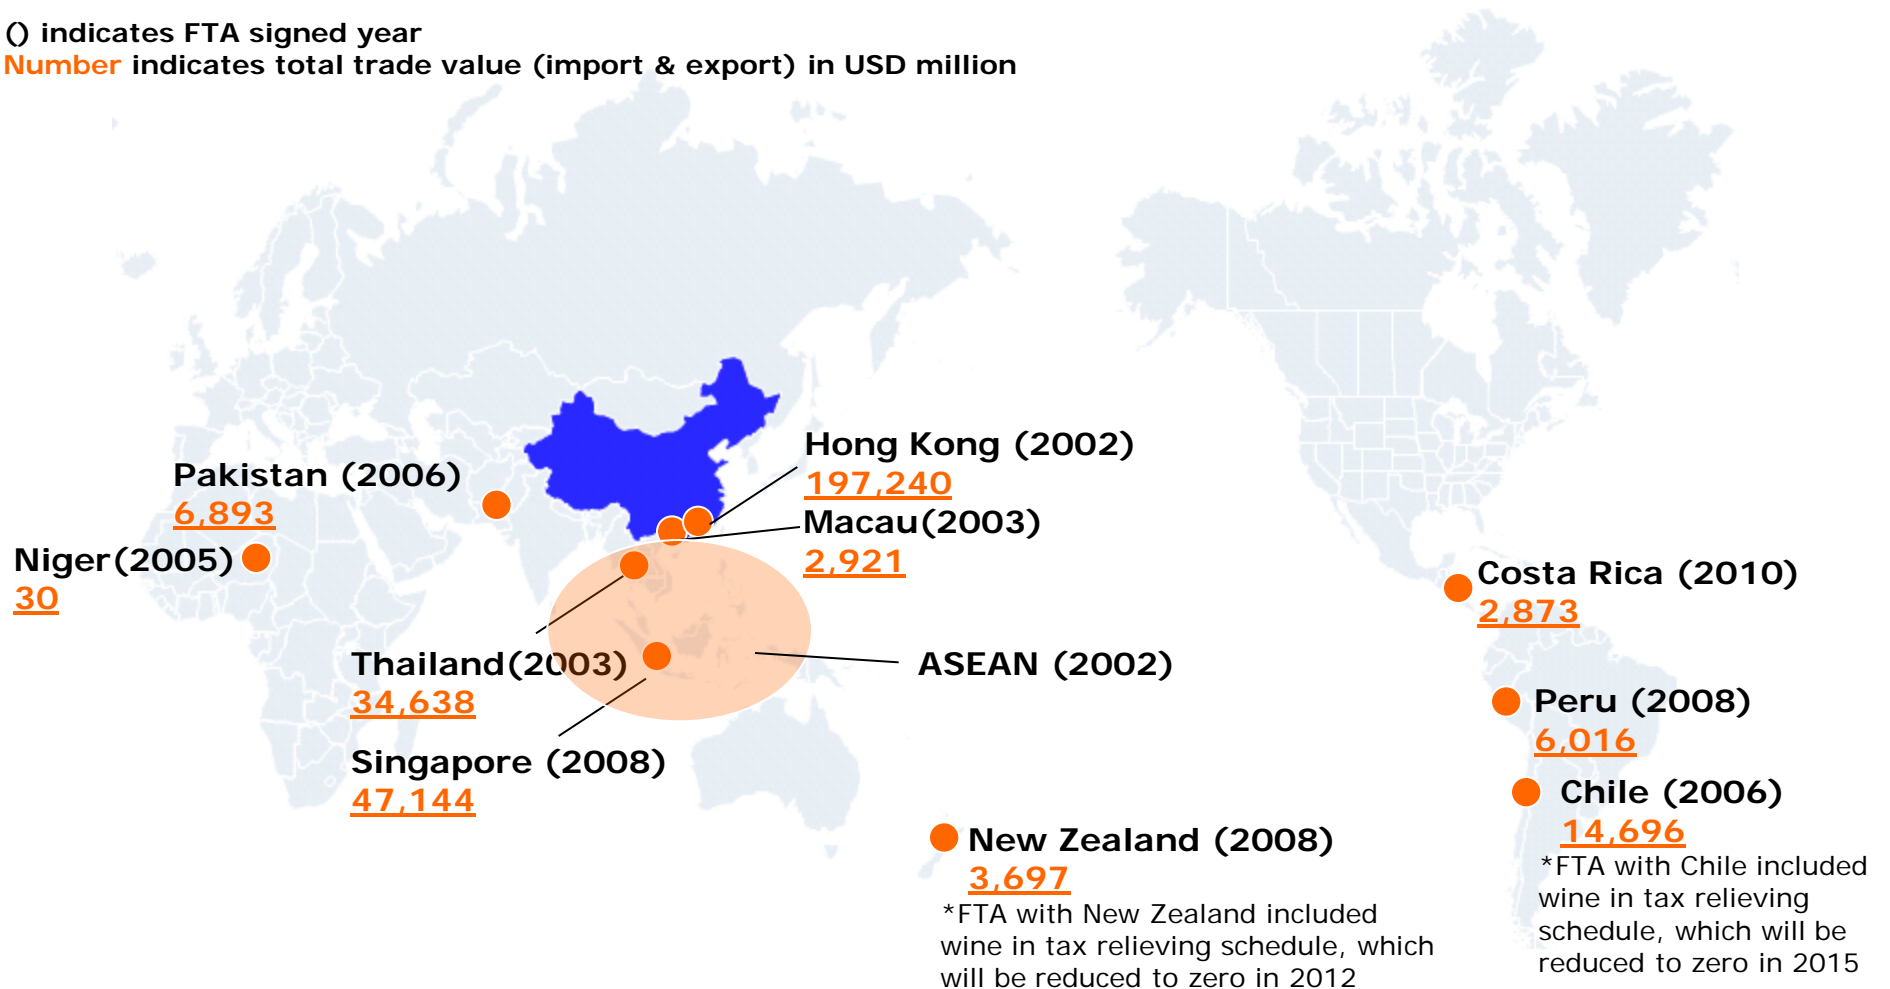 () indicates FTA signed year
Number indicates total trade value (import & export) in USD million
Hong Kong (2002)
197,240
Pakistan (2006)
6,893
Macau(2003)
2,921
Niger(2005)
30
Costa Rica (2010)
2,873
Thailand(2003)
34,638
ASEAN (2002)
Peru (2008)
6,016
Singapore (2008)
47,144
Chile (2006)
14,696
*FTA with Chile included
wine in tax relieving
schedule, which will be
reduced to zero in 2015
New Zealand (2008)
3,697
*FTA with New Zealand included
wine in tax relieving schedule, which
will be reduced to zero in 2012